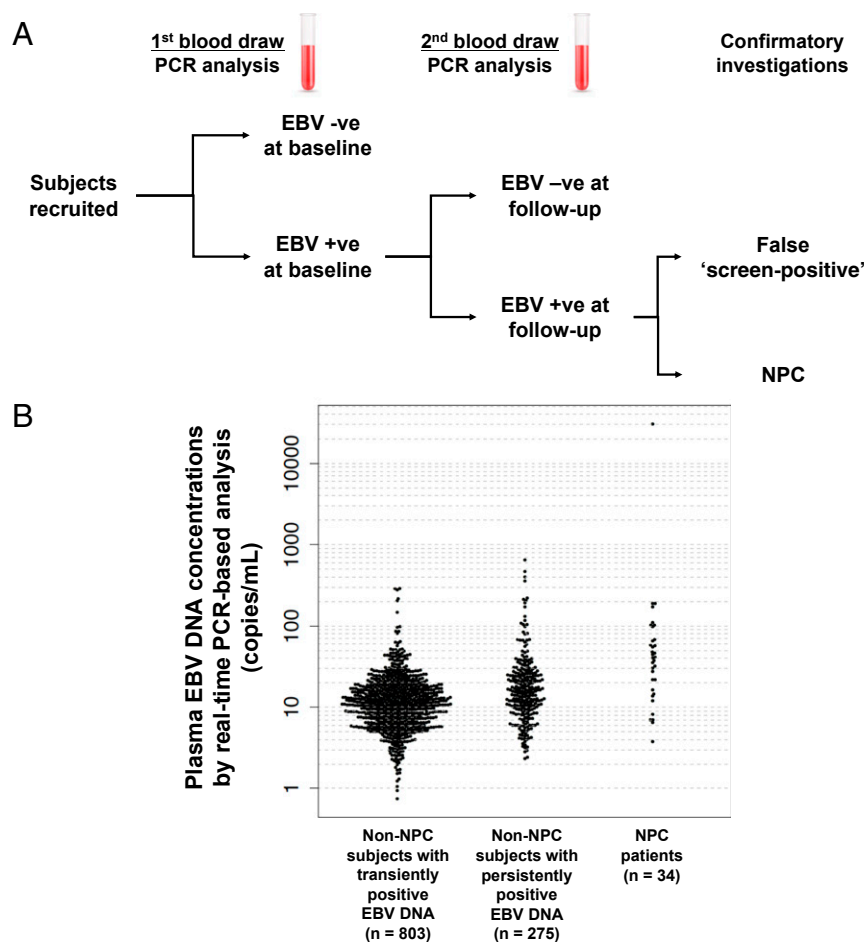 A
1st blood draw
PCR analysis
2nd blood draw
PCR analysis
Confirmatory
investigations
EBV -ve
at baseline
Subjects
recruited
EBV –ve at
follow-up
EBV +ve
at baseline
False
‘screen-positive’
EBV +ve at
follow-up
NPC
B
Plasma EBV DNA concentrations
by real-time PCR-based analysis
(copies/mL)
10000
1000
100
10
1
Non-NPC
subjects with
transiently
positive
EBV DNA
(n = 803)
Non-NPC
subjects with
persistently
positive
EBV DNA
(n = 275)
NPC
patients
(n = 34)